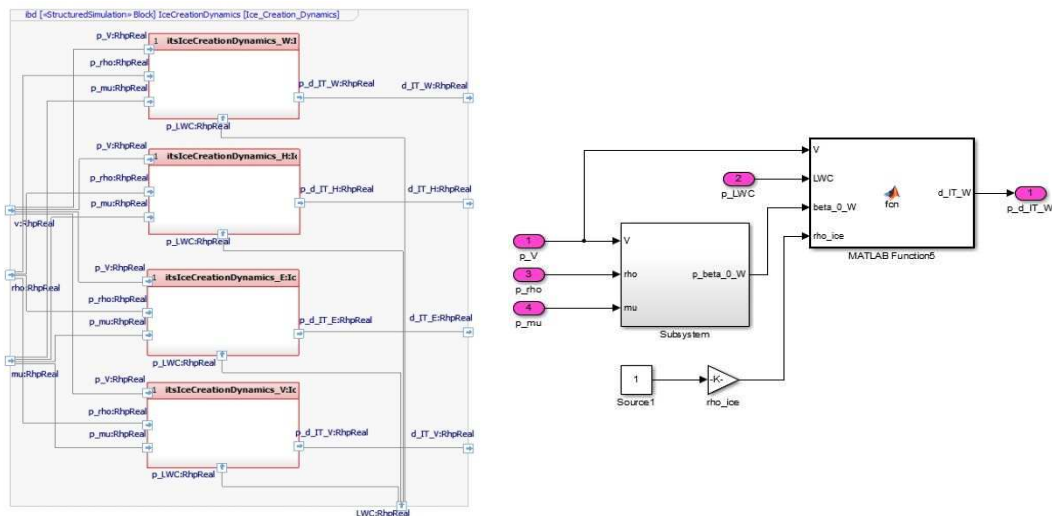 ibd [«StructuredSimulation» Block] IceCreationDynamics [Ice_Creation_Dynamics]
p_V:RhpReal
1 itsIceCreationDynamics_W:I
p_rho:RhpReal
p_mu:RhpReal
p_d_IT_W:RhpReal
d_IT_W:RhpReal
p_LWC:RhpReal
1 itsIceCreationDynamics_H:Ic
p_V:RhpReal
p_rho:RhpReal
p_mu:RhpReal
p_d_IT_H:RhpReal
d_IT_H:RhpReal
v:RhpReal
p_LWC:RhpReal
p_V:RhpReal
1 itsIceCreationDynamics_E:Ic
rho:RhpReal
p_rho:RhpReal
p_mu:RhpReal
p_d_IT_E:RhpReal
d_IT_E:RhpReal
p_LWC:RhpReal
mu:RhpReal
p_V:RhpReal
1 itsIceCreationDynamics_V:Ic
p_rho:RhpReal
p_mu:RhpReal
p_d_IT_V:RhpReal
d_IT_V:RhpReal
p_LWC:RhpReal
LWC:RhpReal
V
2
p_LWC
LWC
fcn
d_IT_W
1
p_d_IT_W
beta_0_W
rho_ice
MATLAB Function5
1
p_V
V
3
p_rho
rho
p_beta_0_W
4
p_mu
mu
Subsystem
1
Source1
-K-
rho_ice